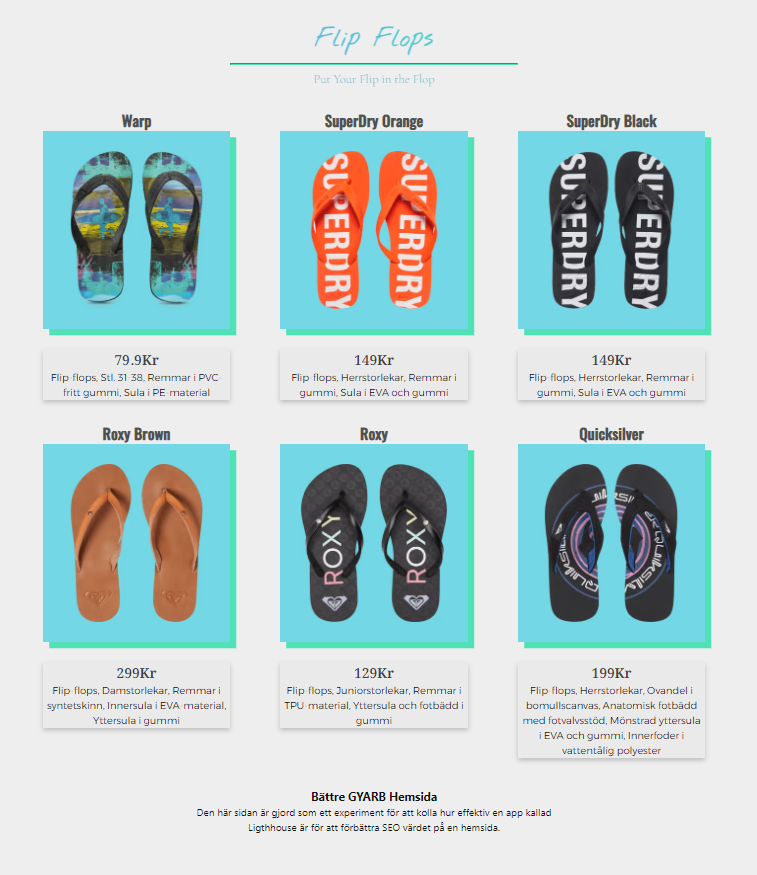 Flip Flops
Put Your Flip in the Flop
Warp
SuperDry Orange
SuperDry Black
SUPERDRY
SUPERDRY
SUPERDRY
SUPERDRY
79.9Kr
Flip-flops, Stl. 31-38, Remmar i PVC-
fritt gummi, Sula i PE-material
149Kr
Flip-flops, Herrstorlekar, Remmar i
gummi, Sula i EVA och gummi
149Kr
Flip-flops, Herrstorlekar, Remmar i
gummi, Sula i EVA och gummi
Roxy Brown
Roxy
Quicksilver
ROXY
ROXY
299Kr
Flip-flops, Damstorlekar, Remmar i
syntetskinn, Innersula i EVA-material,
Yttersula i gummi
129Kr
Flip-flops, Juniorstorlekar, Remmar i
TPU-material, Yttersula och fotbädd i
gummi
199Kr
Flip-flops, Herrstorlekar, Ovandel i
bomullscanvas, Anatomisk fotbädd
med fotvalvsstöd, Mönstrad yttersula
i EVA och gummi, Innerfoder i
vattentålig polyester
Bättre GYARB Hemsida
Den här sidan är gjord som ett experiment för att kolla hur effektiv en app kallad
Ligthhouse är för att förbättra SEO värdet på en hemsida.